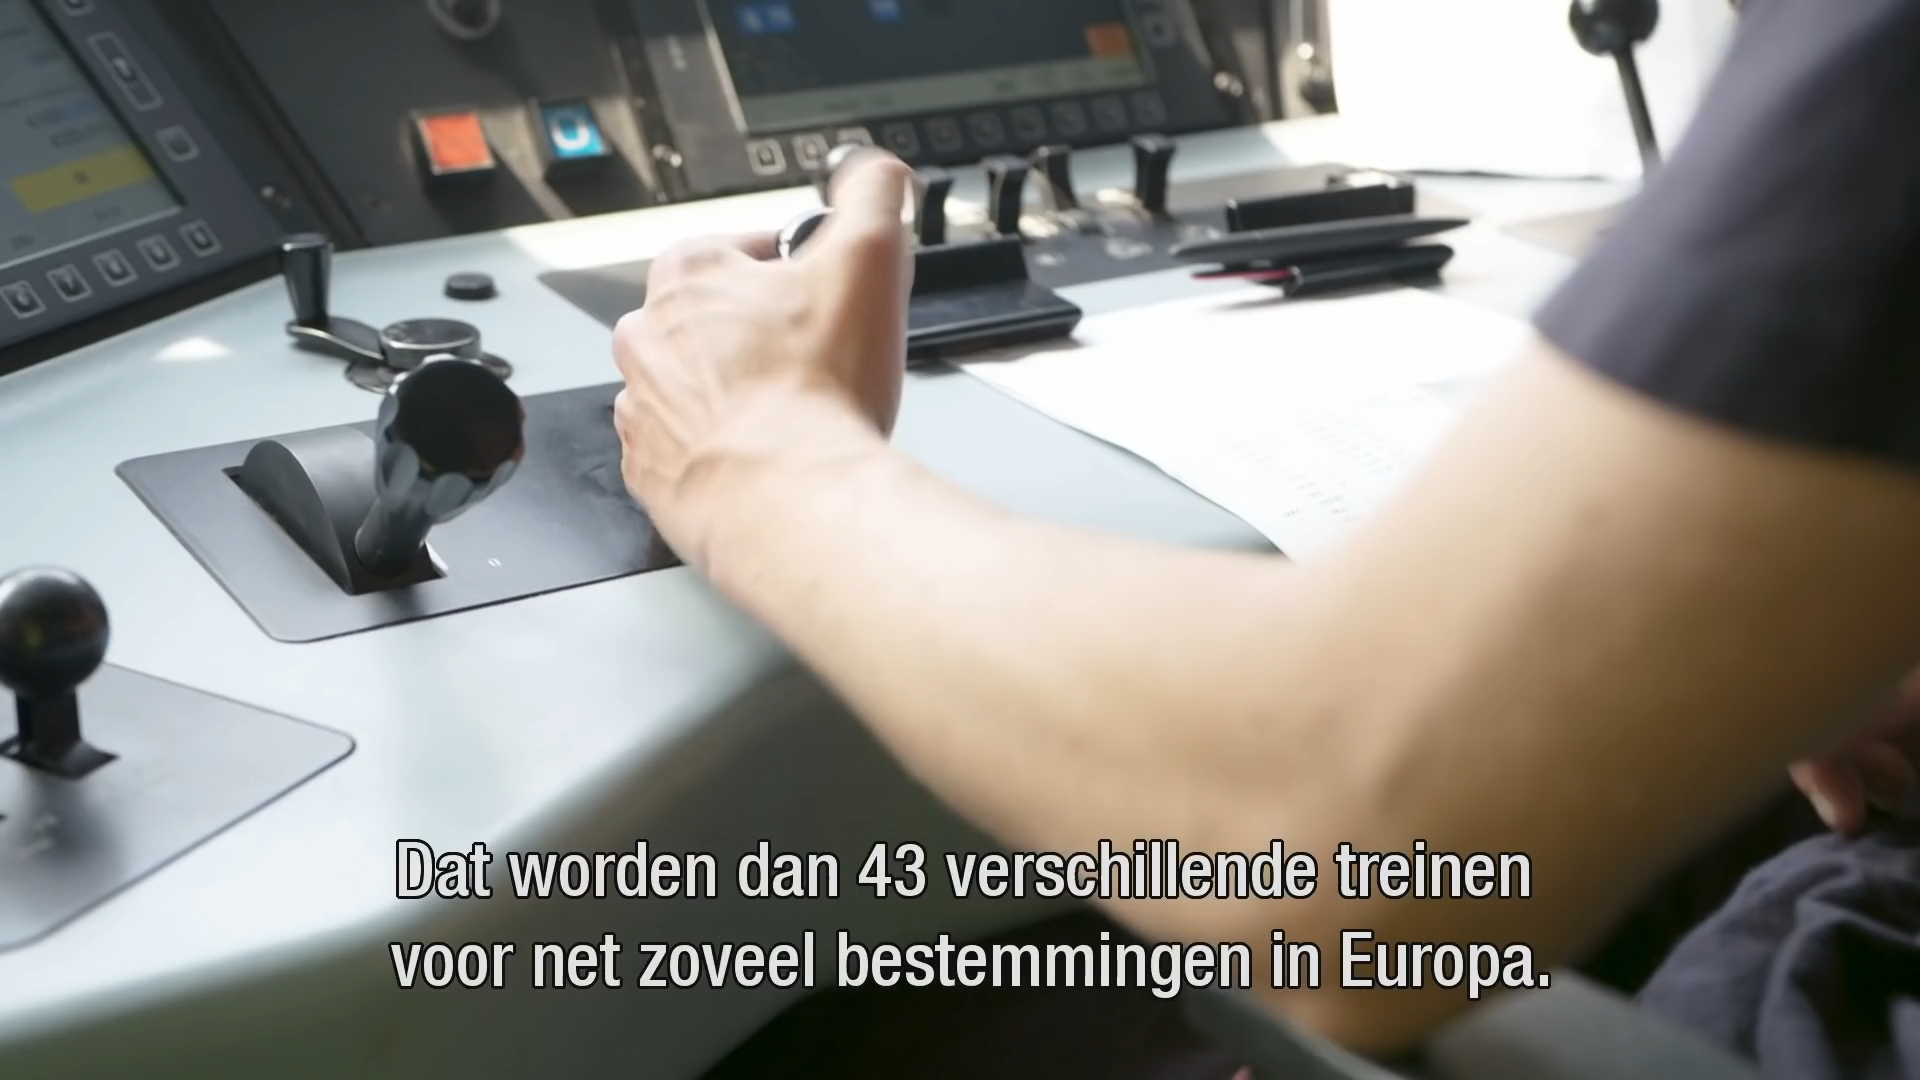 Dat worden dan 43 verschillende treinen
voor net zoveel bestemmingen in Europa.